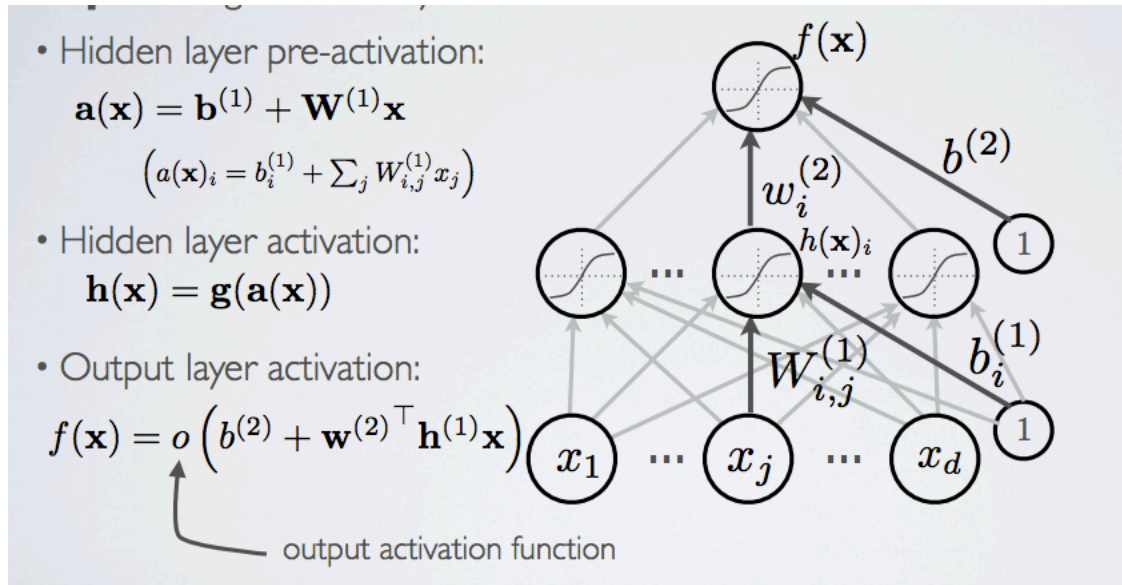 • Hidden layer pre-activation:
a(x) = b^(1) + W^(1)x
(a(x)_i = b_i^(1) + ∑_j W_{i,j}^(1) x_j)
• Hidden layer activation:
h(x) = g(a(x))
• Output layer activation:
f(x) = o(b^(2) + w^(2)⊤ h^(1)x)
output activation function
f(x)
b^(2)
w_i^(2)
1
... h(x)_i ...
W_{i,j}^(1)
b_i^(1)
1
x_1 ... x_j ... x_d